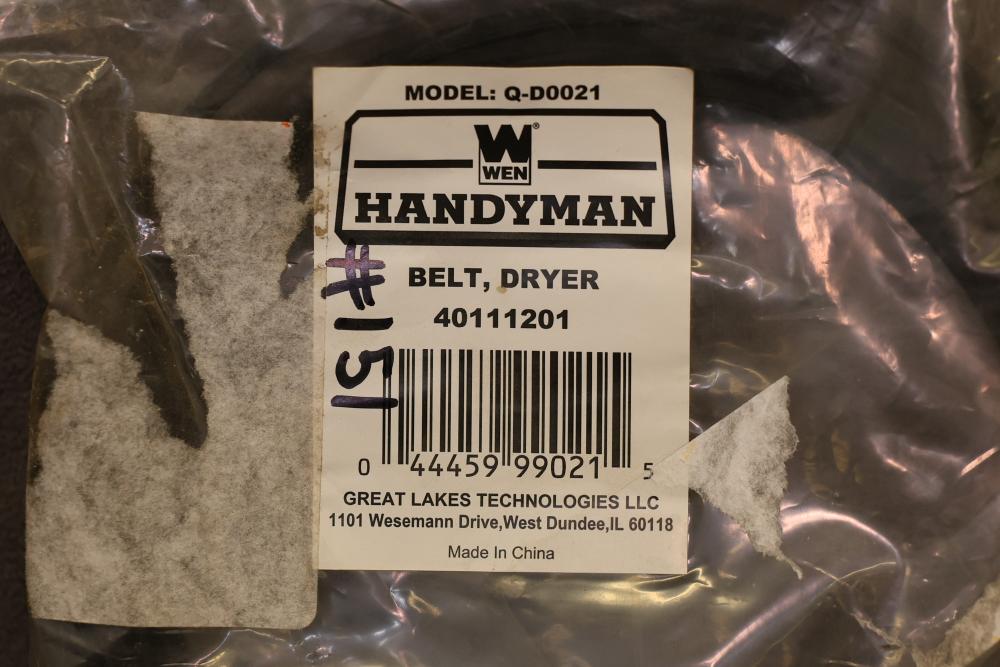 MODEL: Q-D0021
W®
WEN
HANDYMAN
#151
BELT, DRYER
40111201
0 44459 99021 5
GREAT LAKES TECHNOLOGIES LLC
1101 Wesemann Drive,West Dundee,IL 60118
Made In China